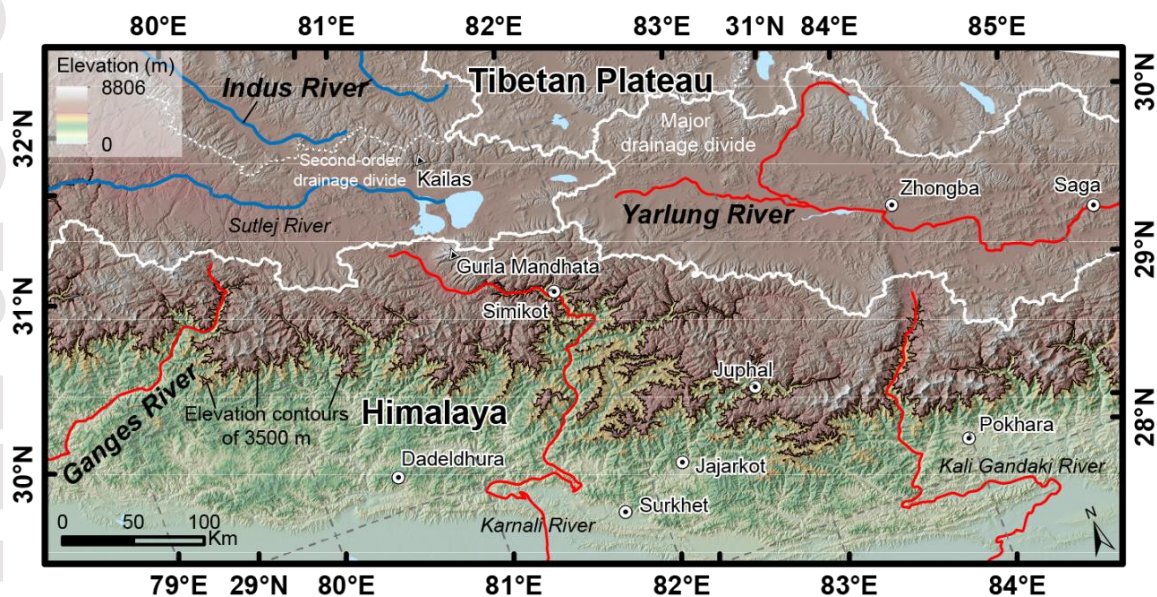 80°E 81°E 82°E 83°E 31°N 84°E 85°E
Elevation (m)
8806
0
Indus River
Tibetan Plateau
30°N
32°N
Major
drainage divide
Second-order
drainage divide
Kailas
Zhongba
Saga
Yarlung River
Sutlej River
29°N
Gurla Mandhata
31°N
Simikot
Juphal
Ganges River
Elevation contours
of 3500 m
Himalaya
28°N
Pokhara
Dadeldhura
Jajarkot
Kali Gandaki River
30°N
Surkhet
Karnali River
0 50 100
Km
N
79°E 29°N 80°E 81°E 82°E 83°E 84°E